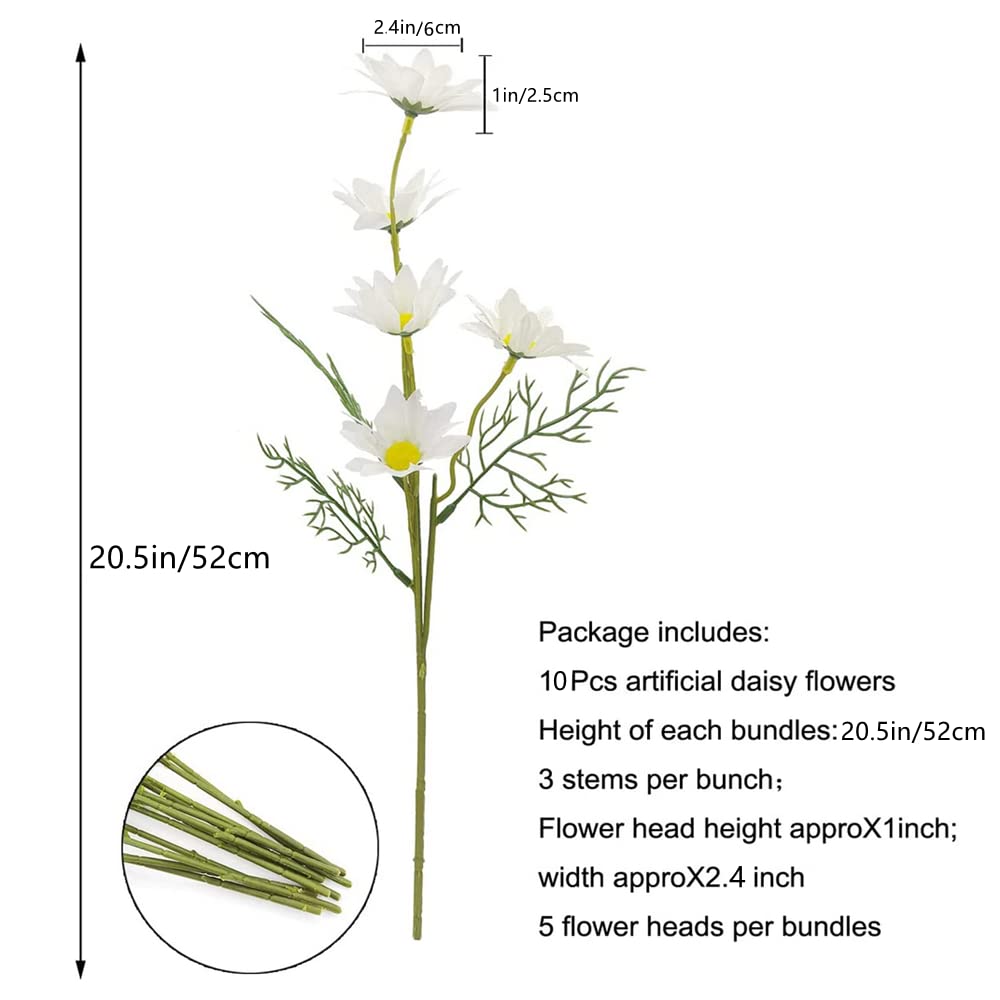 2.4in/6cm
1in/2.5cm
20.5in/52cm
Package includes:
10Pcs artificial daisy flowers
Height of each bundles:20.5in/52cm
3 stems per bunch;
Flower head height approX1inch;
width approX2.4 inch
5 flower heads per bundles